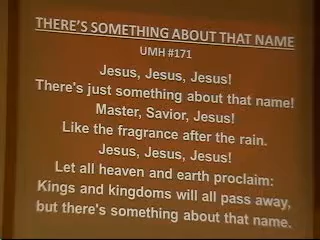 THERE'S SOMETHING ABOUT THAT NAME
UMH #171
Jesus, Jesus, Jesus!
There's just something about that name!
Master, Savior, Jesus!
Like the fragrance after the rain.
Jesus, Jesus, Jesus!
Let all heaven and earth proclaim:
Kings and kingdoms will all pass away,
but there's something about that name.